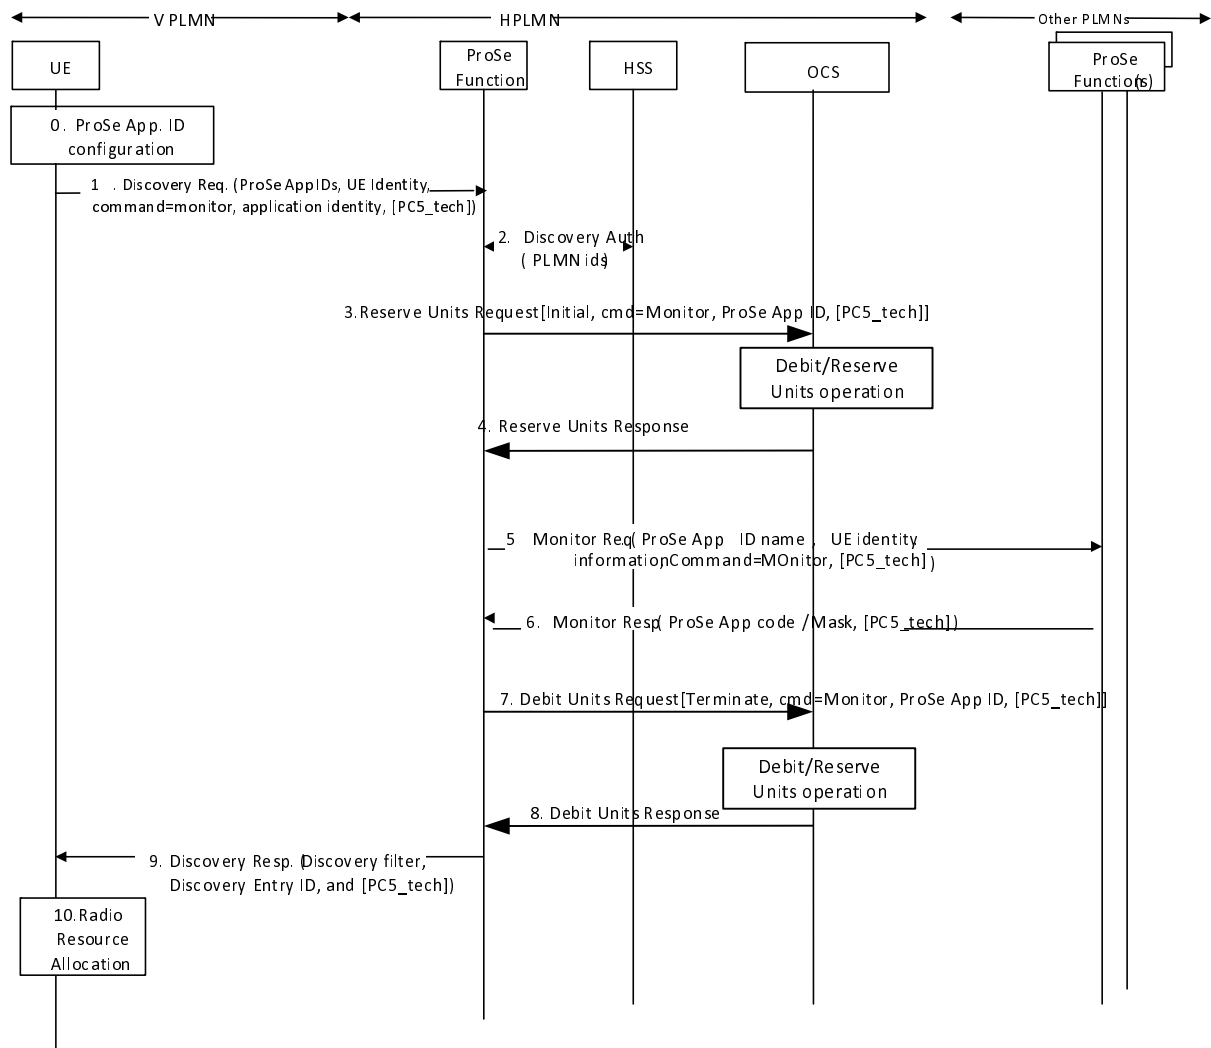 V PLMN
HPLMN
Other PLMNs
UE
ProSe
Function
HSS
OCS
ProSe
Function(s)
0. ProSe App. ID
configuration
1 . Discovery Req. (ProSe AppIDs, UE Identity,
command=monitor, application identity, [PC5_tech])
2. Discovery Auth
( PLMN ids)
3.Reserve Units Request[Initial, cmd=Monitor, ProSe App ID, [PC5_tech]]
Debit/Reserve
Units operation
4. Reserve Units Response
5 Monitor Req.( ProSe App ID name , UE identity
information,Command=MOnitor, [PC5_tech] )
6. Monitor Resp.( ProSe App code /Mask, [PC5_tech])
7. Debit Units Request[Terminate, cmd=Monitor, ProSe App ID, [PC5_tech]]
Debit/Reserve
Units operation
8. Debit Units Response
9. Discovery Resp. (Discovery filter,
Discovery Entry ID, and [PC5_tech])
10.Radio
Resource
Allocation